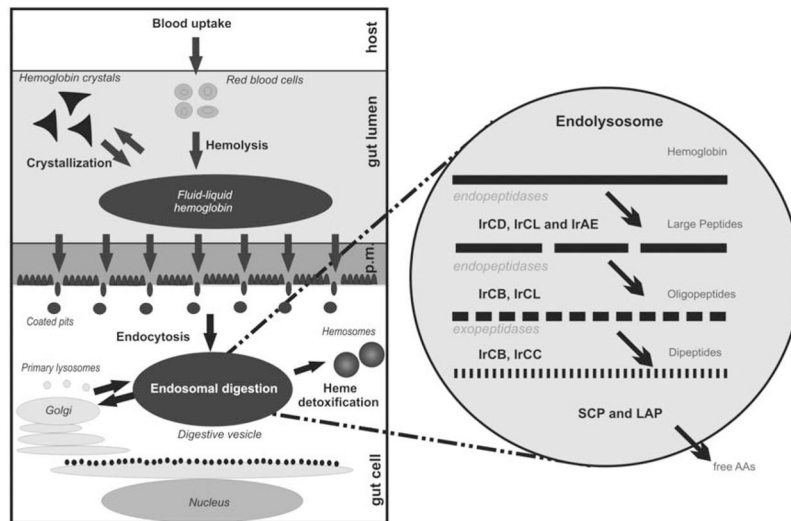 Blood uptake
host
Hemoglobin crystals
Red blood cells
Crystallization
Hemolysis
gut lumen
Fluid-liquid
hemoglobin
p.m.
Coated pits
Endocytosis
Hemosomes
Primary lysosomes
Endosomal digestion
Heme
detoxification
Golgi
Digestive vesicle
gut cell
Nucleus
Endolysosome
Hemoglobin
endopeptidases
IrCD, IrCL and IrAE
Large Peptides
endopeptidases
IrCB, IrCL
Oligopeptides
exopeptidases
IrCB, IrCC
Dipeptides
SCP and LAP
free AAs